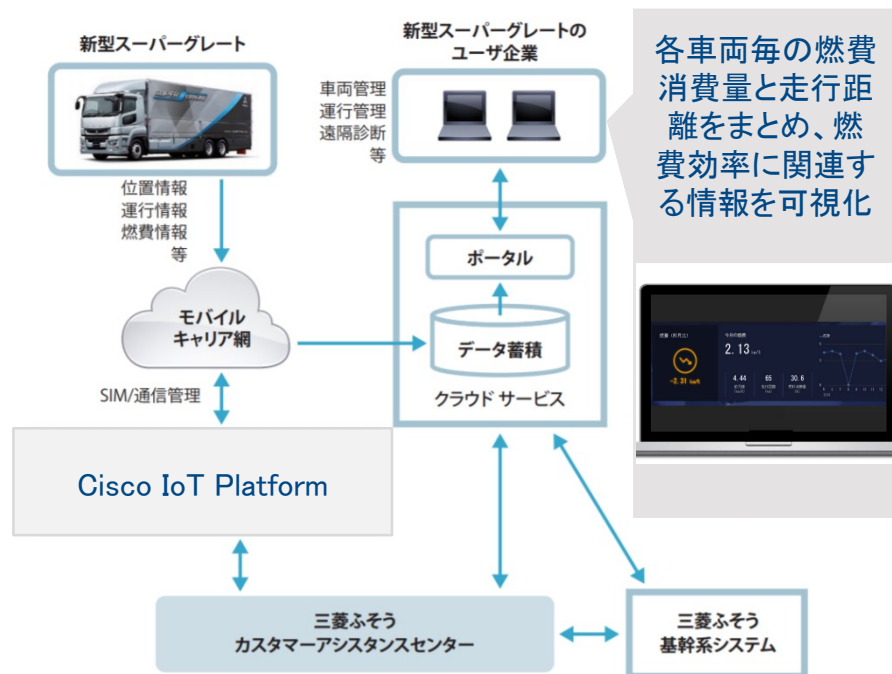 新型スーパーグレート
新型スーパーグレートの
ユーザ企業
車両管理
運行管理
遠隔診断
等
各車両毎の燃費
消費量と走行距
離をまとめ、燃
費効率に関連す
る情報を可視化
位置情報
運行情報
燃費情報
等
モバイル
キャリア網
ポータル
データ蓄積
クラウド サービス
SIM/通信管理
Cisco IoT Platform
2.13
-2.31
4.44
65
30.6
三菱ふそう
カスタマーアシスタンスセンター
三菱ふそう
基幹系システム